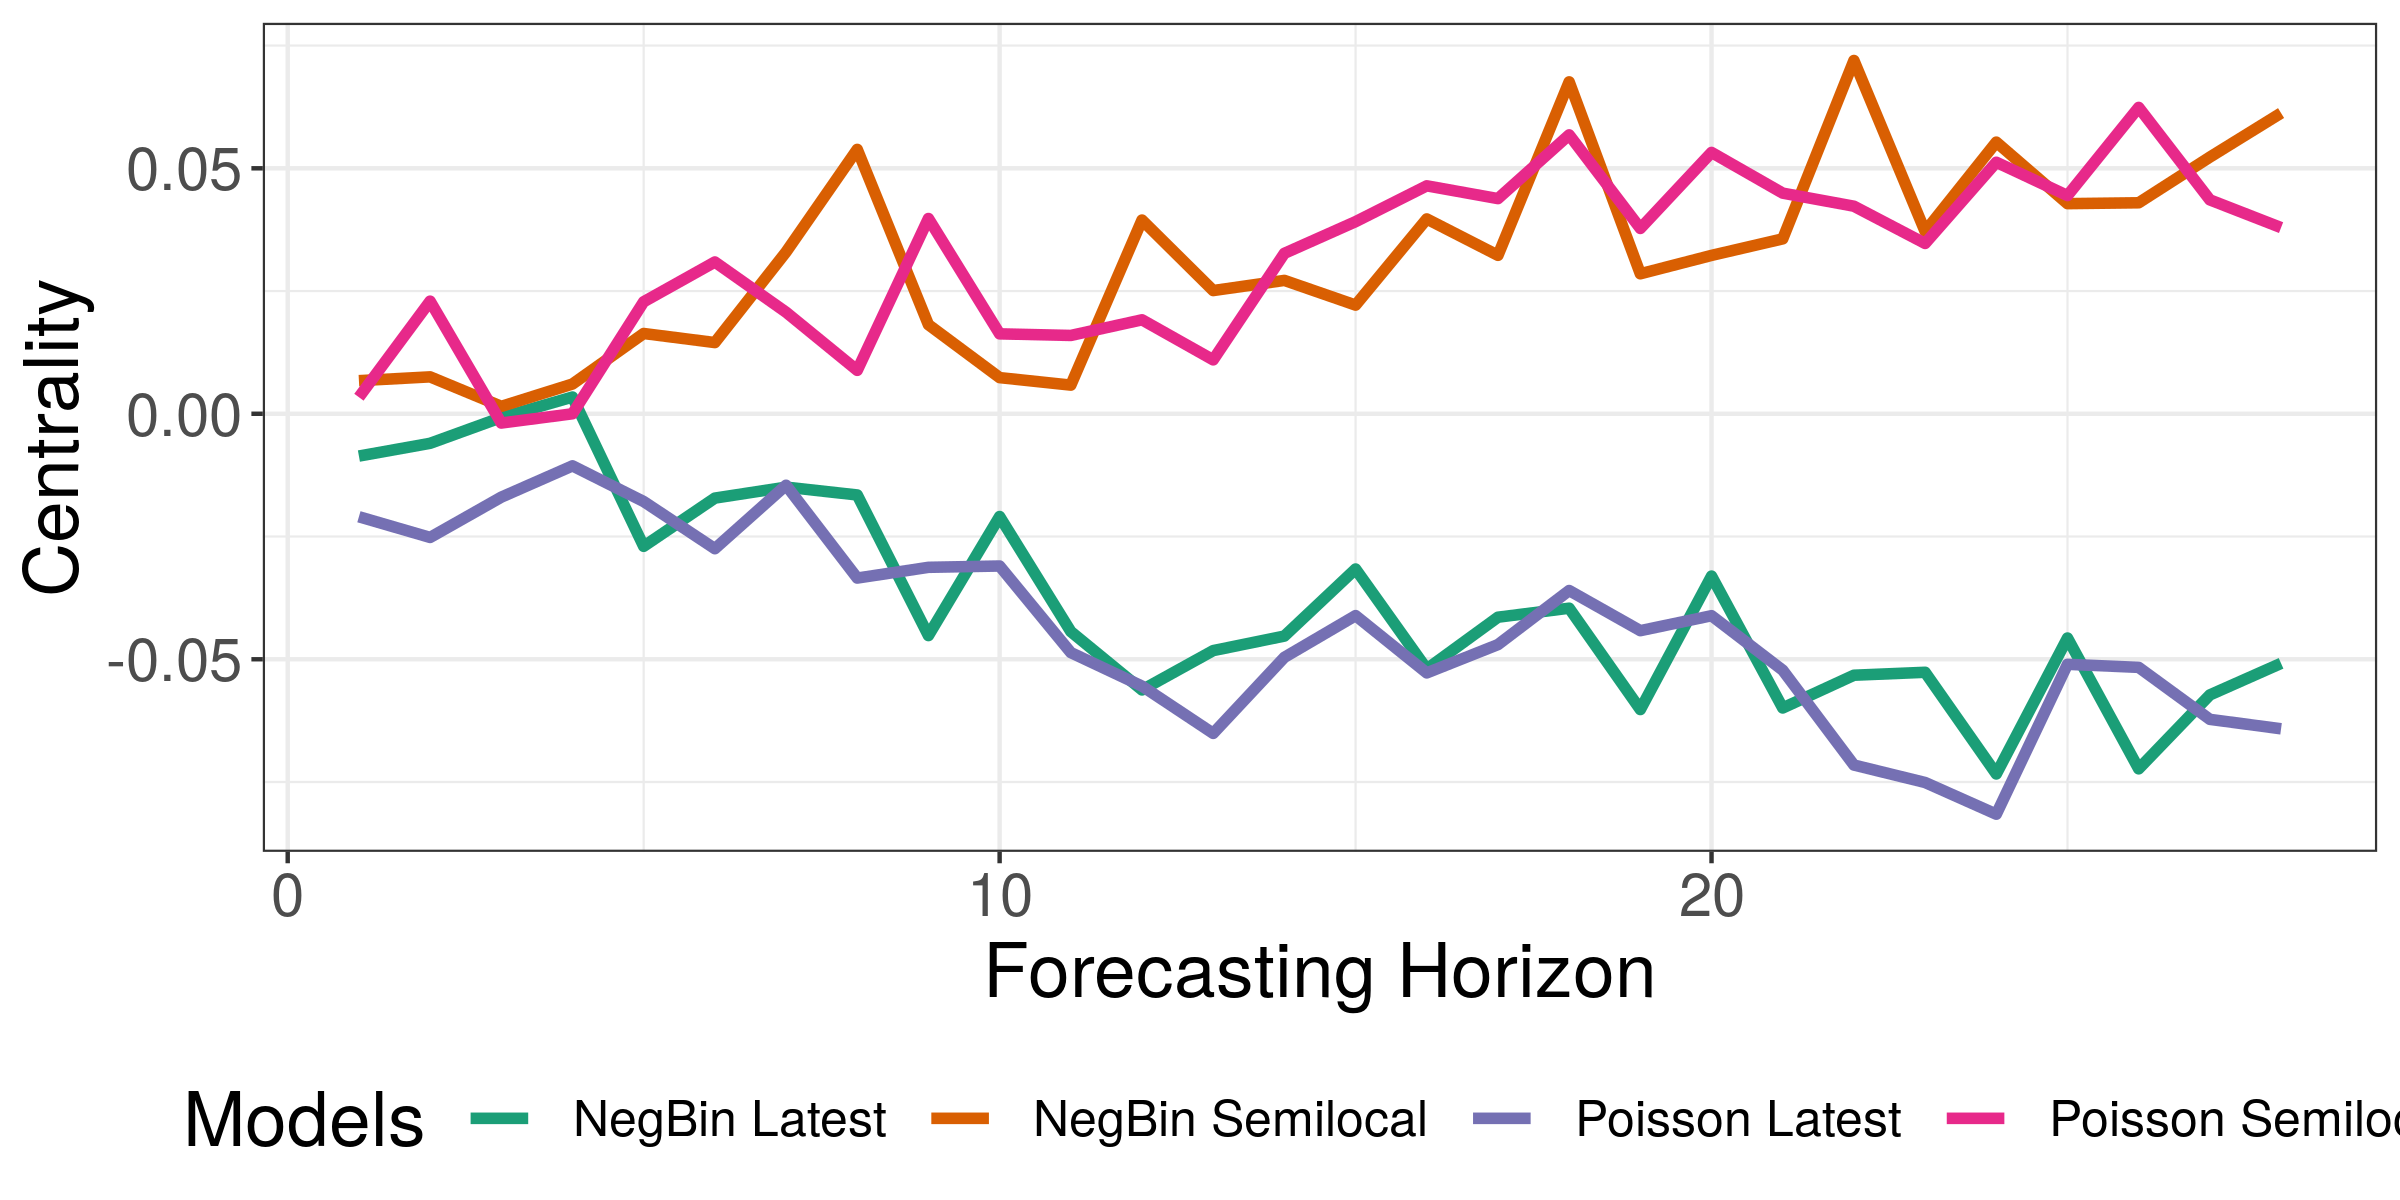 Centrality
0.05
0.00
-0.05
0
10
20
Forecasting Horizon
Models
NegBin Latest
NegBin Semilocal
Poisson Latest
Poisson